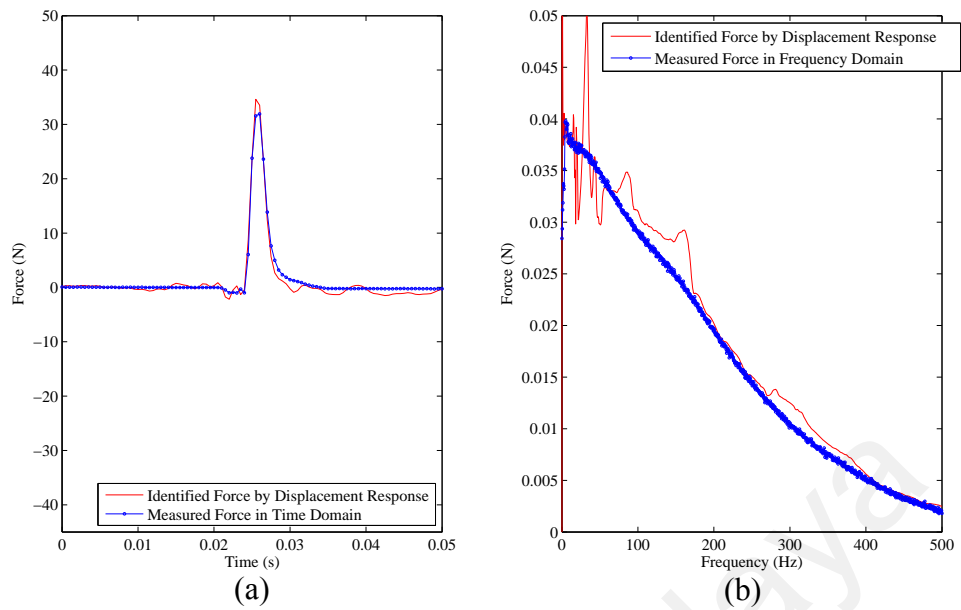 50
40
30
20
10
0
−10
−20
−30
−40
Force (N)
Identified Force by Displacement Response
Measured Force in Time Domain
0 0.01 0.02 0.03 0.04 0.05
Time (s)
(a)
0.05
0.045
0.04
0.035
0.03
0.025
0.02
0.015
0.01
0.005
0
Force (N)
Identified Force by Displacement Response
Measured Force in Frequency Domain
0 100 200 300 400 500
Frequency (Hz)
(b)